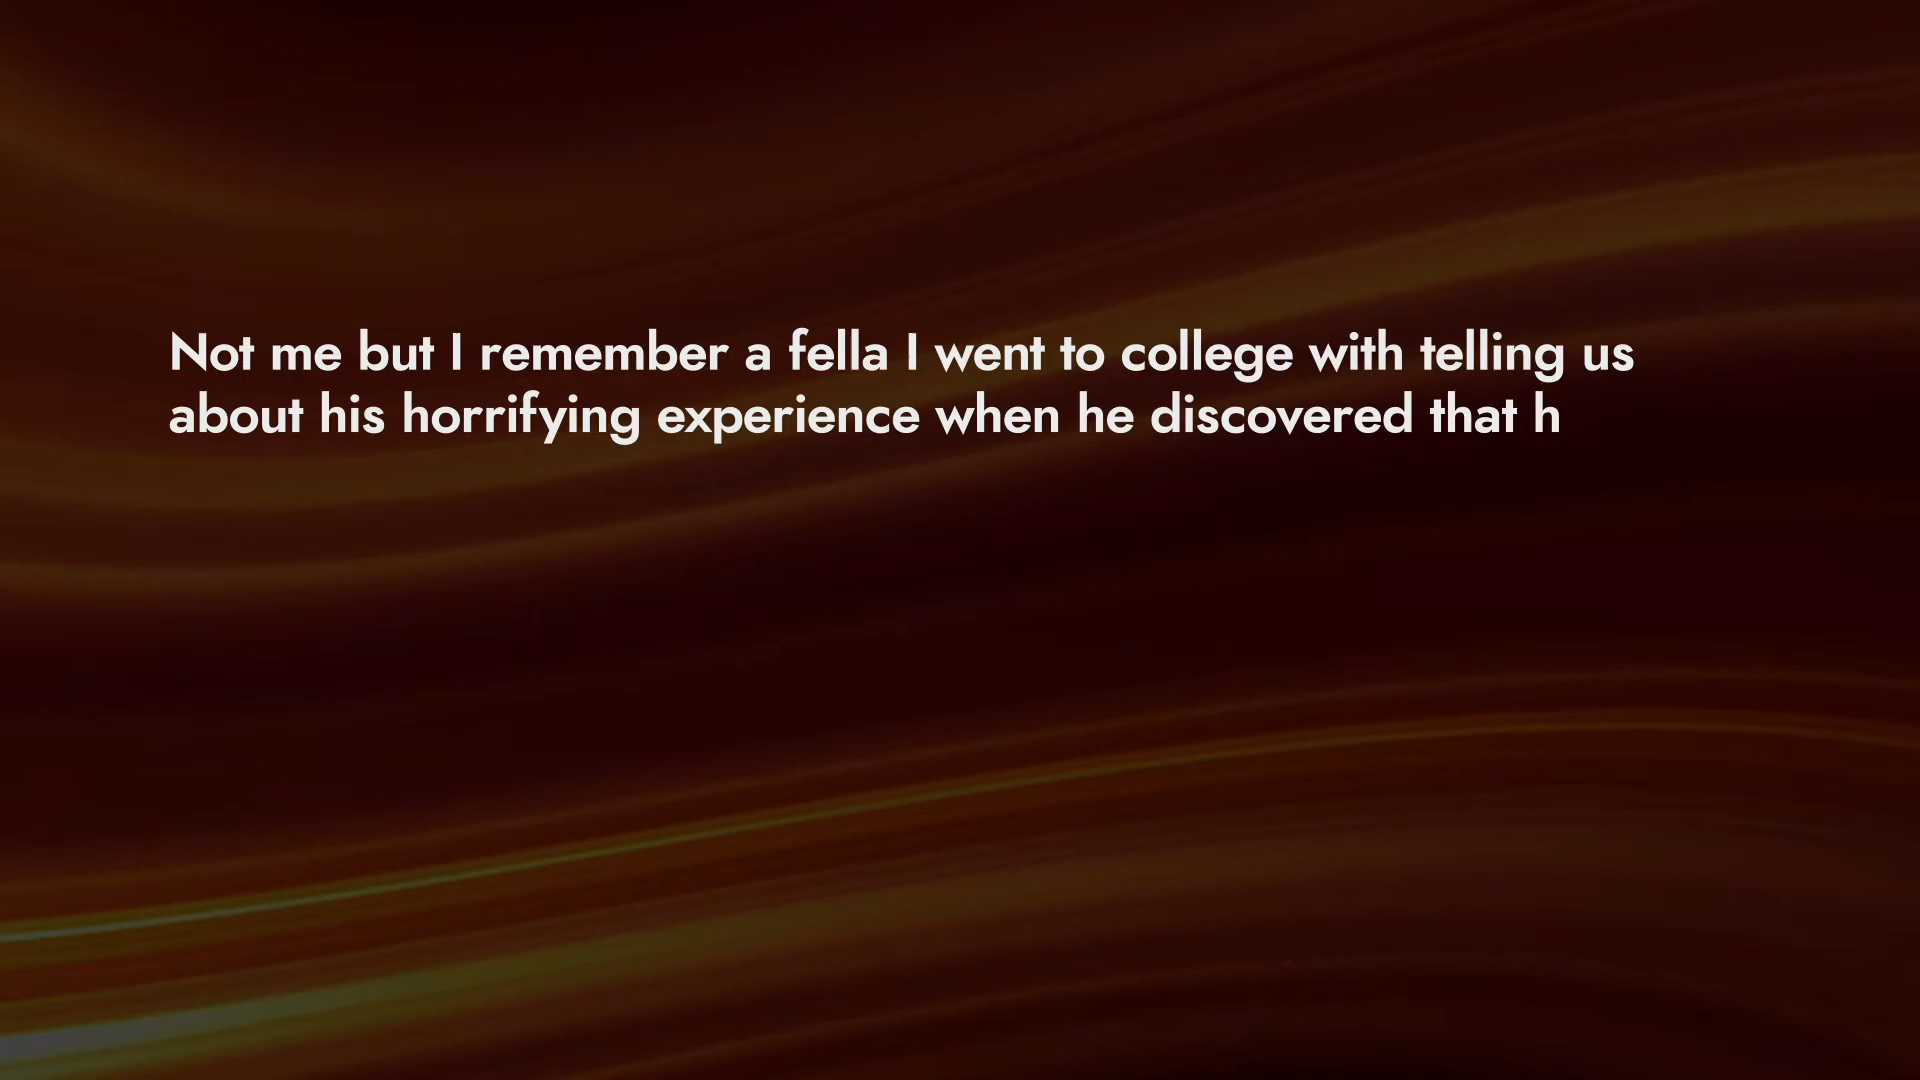 Not me but I remember a fella I went to college with telling us
about his horrifying experience when he discovered that h